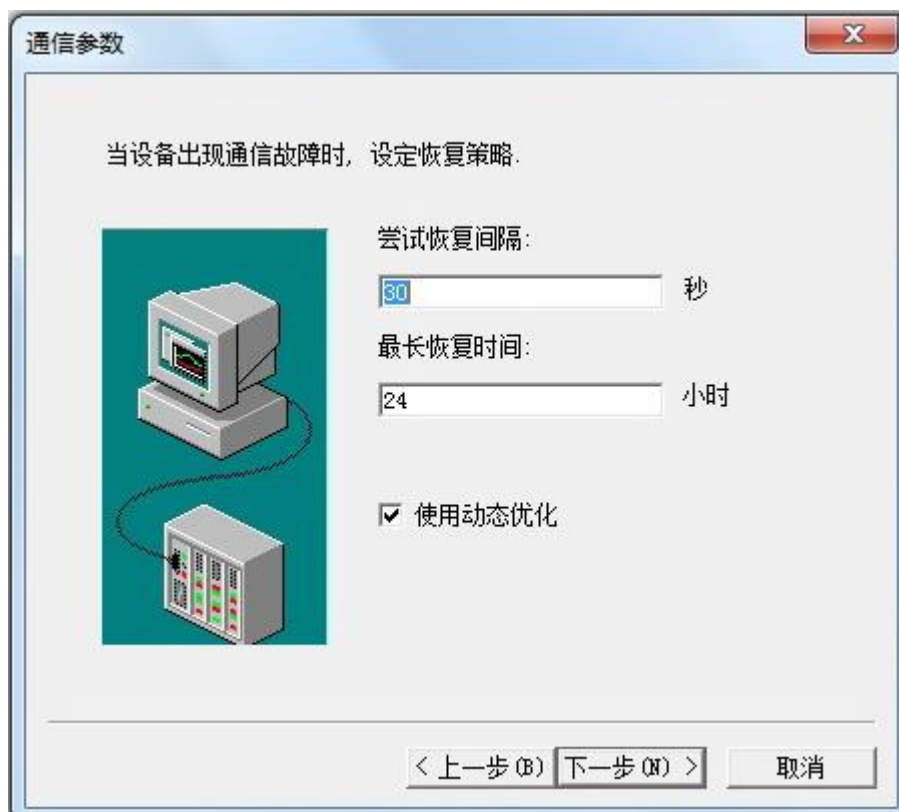 通信参数
当设备出现通信故障时, 设定恢复策略.
尝试恢复间隔:
30 秒
最长恢复时间:
24 小时
使用动态优化
< 上一步(B) 下一步(N) > 取消